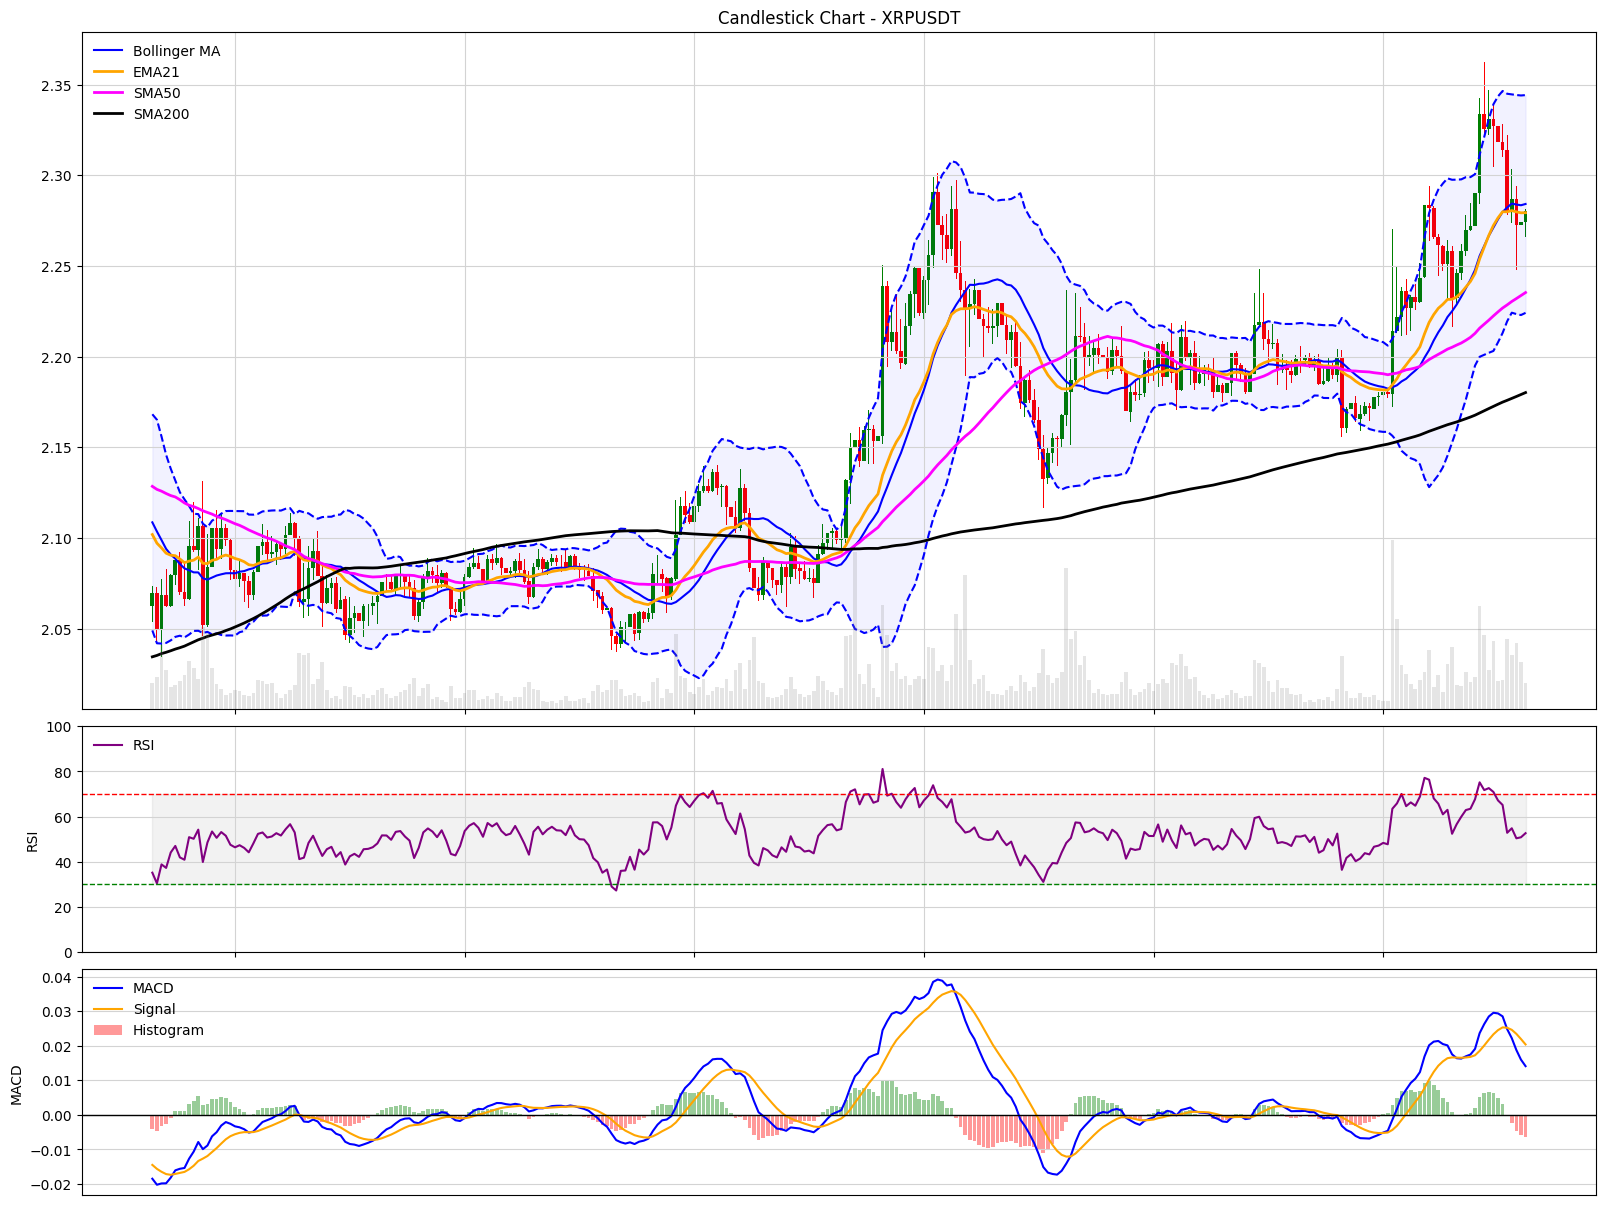 Candlestick Chart - XRPUSDT
Bollinger MA
EMA21
SMA50
SMA200
2.35
2.30
2.25
2.20
2.15
2.10
2.05
RSI
100
80
60
40
20
0
RSI
MACD
Signal
Histogram
0.04
0.03
0.02
0.01
0.00
−0.01
−0.02
MACD